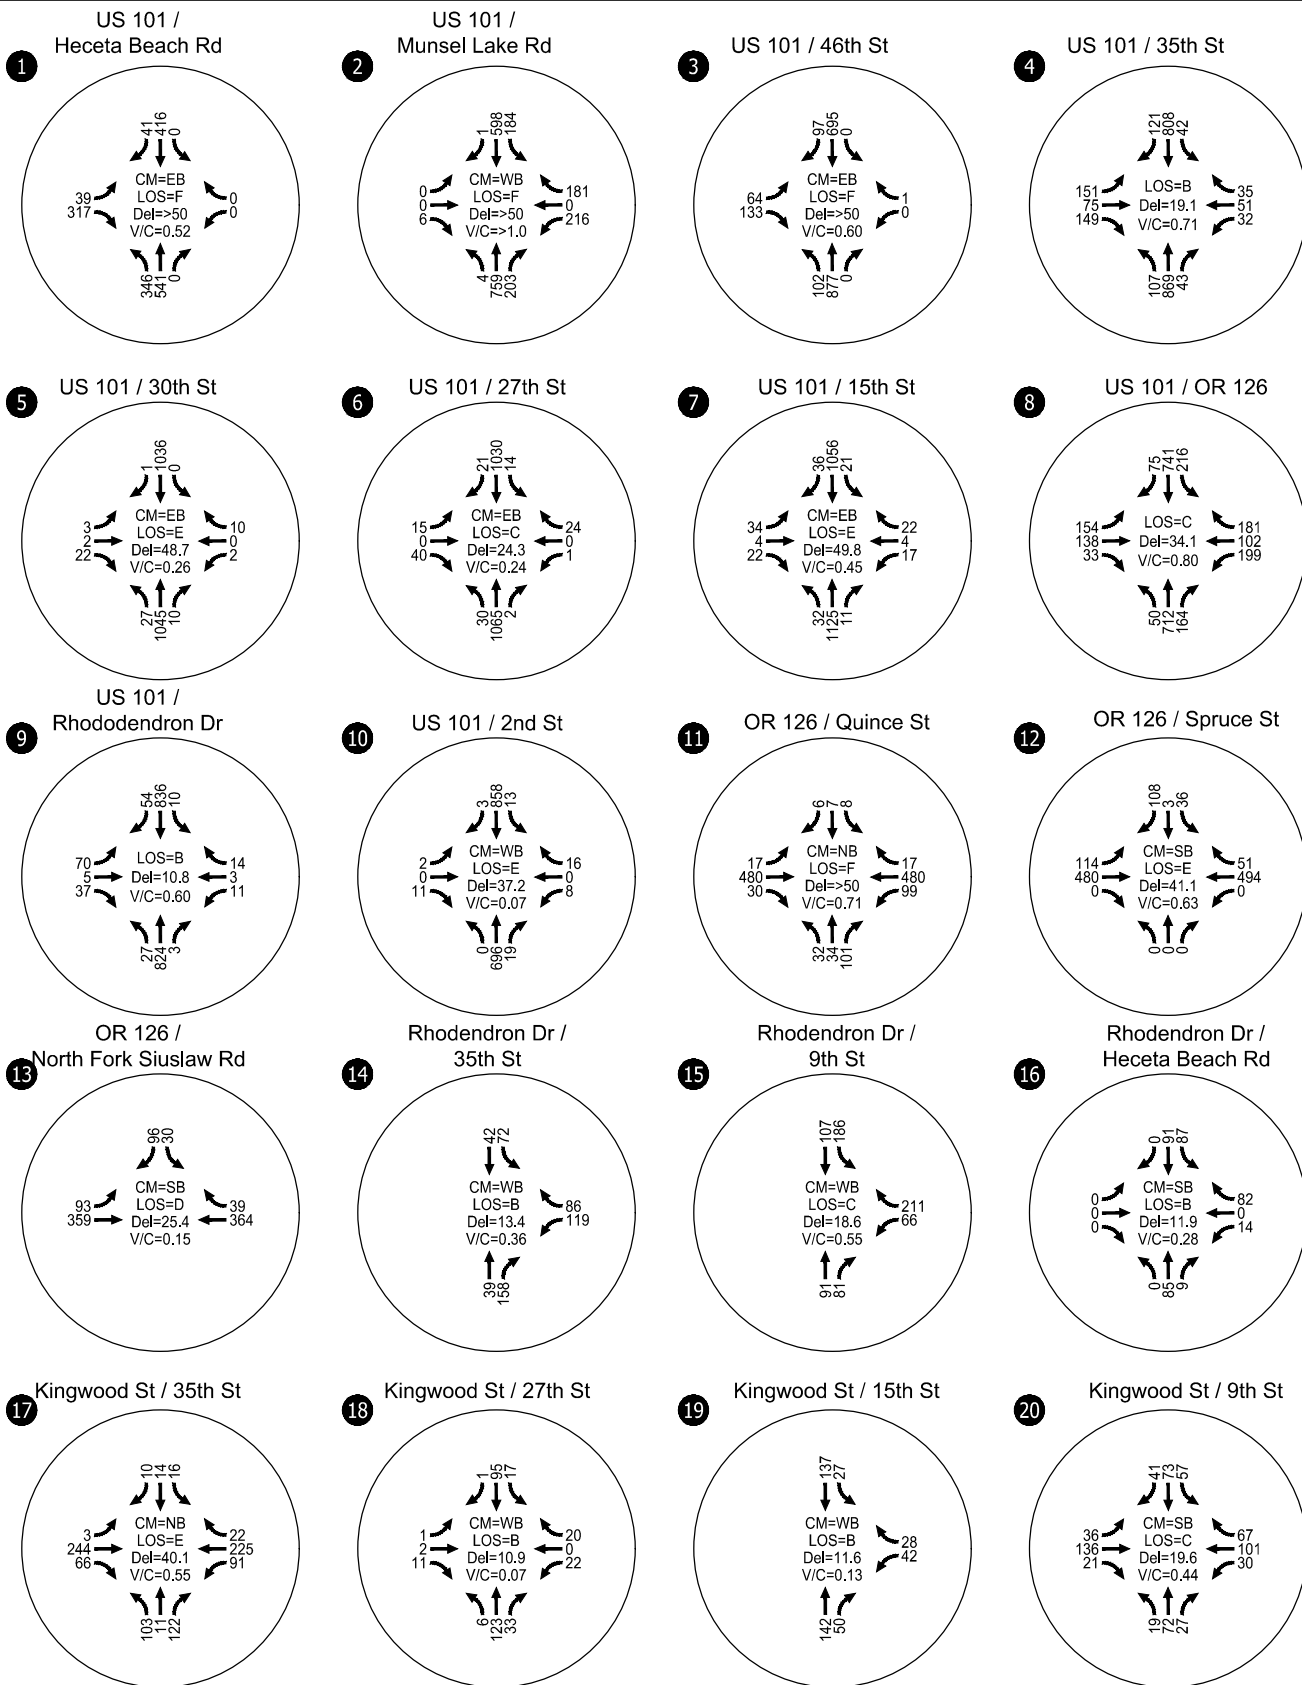 1
US 101 /
Heceta Beach Rd
41 416 0
39
317
CM=EB
LOS=F
Del=>50
V/C=0.52
0
0
346 541 0
2
US 101 /
Munsel Lake Rd
1 598 184
0
0
6
CM=WB
LOS=F
Del=>50
V/C=>1.0
181
0
216
4 759 203
3
US 101 / 46th St
97 695 0
64
133
CM=EB
LOS=F
Del=>50
V/C=0.60
1
0
102 877 0
4
US 101 / 35th St
121 808 42
151
75
149
LOS=B
Del=19.1
V/C=0.71
35
51
32
107 869 43
5
US 101 / 30th St
1 1036 0
3
2
22
CM=EB
LOS=E
Del=48.7
V/C=0.26
10
0
2
27 1045 10
6
US 101 / 27th St
21 1030 14
15
0
40
CM=EB
LOS=C
Del=24.3
V/C=0.24
24
0
1
30 1065 2
7
US 101 / 15th St
36 1056 21
34
4
22
CM=EB
LOS=E
Del=49.8
V/C=0.45
22
4
17
32 1125 11
8
US 101 / OR 126
75 741 216
154
138
33
LOS=C
Del=34.1
V/C=0.80
181
102
199
50 712 164
9
US 101 /
Rhododendron Dr
54 836 10
70
5
37
LOS=B
Del=10.8
V/C=0.60
14
3
11
27 824 3
10
US 101 / 2nd St
3 858 13
2
0
11
CM=WB
LOS=E
Del=37.2
V/C=0.07
16
0
8
0 696 19
11
OR 126 / Quince St
6 7 8
17
480
30
CM=NB
LOS=F
Del=>50
V/C=0.71
17
480
99
32 34 101
12
OR 126 / Spruce St
108 3 36
114
480
0
CM=SB
LOS=E
Del=41.1
V/C=0.63
51
494
0
0 0 0
13
OR 126 /
North Fork Siuslaw Rd
96 30
93
359
CM=SB
LOS=D
Del=25.4
V/C=0.15
39
364
14
Rhodendron Dr /
35th St
42 72
CM=WB
LOS=B
Del=13.4
V/C=0.36
86
119
39 158
15
Rhodendron Dr /
9th St
107 186
CM=WB
LOS=C
Del=18.6
V/C=0.55
211
66
91 81
16
Rhodendron Dr /
Heceta Beach Rd
0 91 87
0
0
0
CM=SB
LOS=B
Del=11.9
V/C=0.28
82
0
14
0 85 9
17
Kingwood St / 35th St
10 14 16
3
244
66
CM=NB
LOS=E
Del=40.1
V/C=0.55
22
225
91
103 11 122
18
Kingwood St / 27th St
1 95 17
1
2
11
CM=WB
LOS=B
Del=10.9
V/C=0.07
20
0
22
6 123 33
19
Kingwood St / 15th St
137 27
CM=WB
LOS=B
Del=11.6
V/C=0.13
28
42
142 50
20
Kingwood St / 9th St
41 73 57
36
136
21
CM=SB
LOS=C
Del=19.6
V/C=0.44
67
101
30
19 72 27